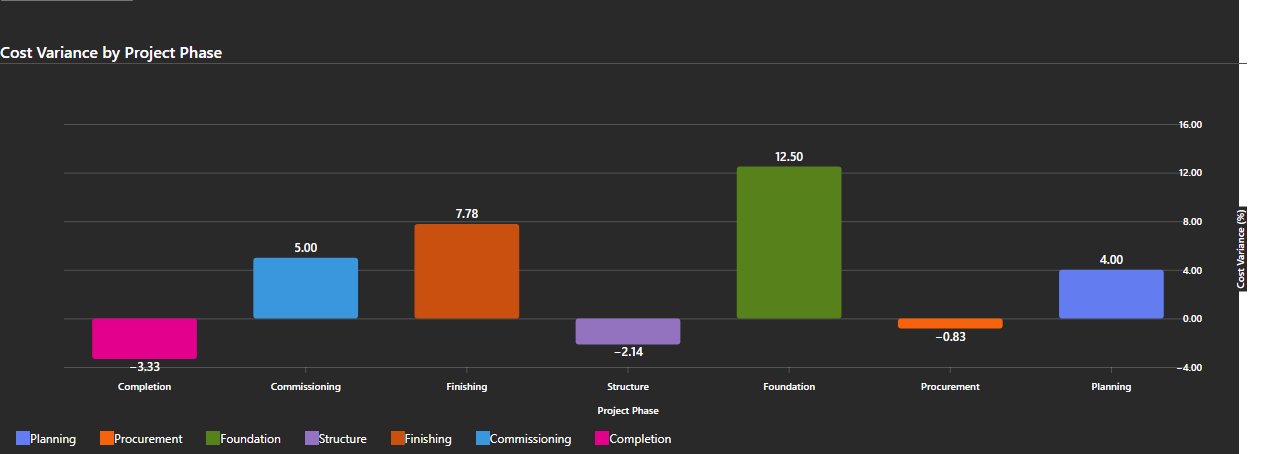 Cost Variance by Project Phase
16.00
12.50
12.00
7.78
8.00
Cost Variance (%)
5.00
4.00
4.00
0.00
−0.83
−2.14
−3.33
−4.00
Completion Commissioning Finishing Structure Foundation Procurement Planning
Project Phase
Planning Procurement Foundation Structure Finishing Commissioning Completion